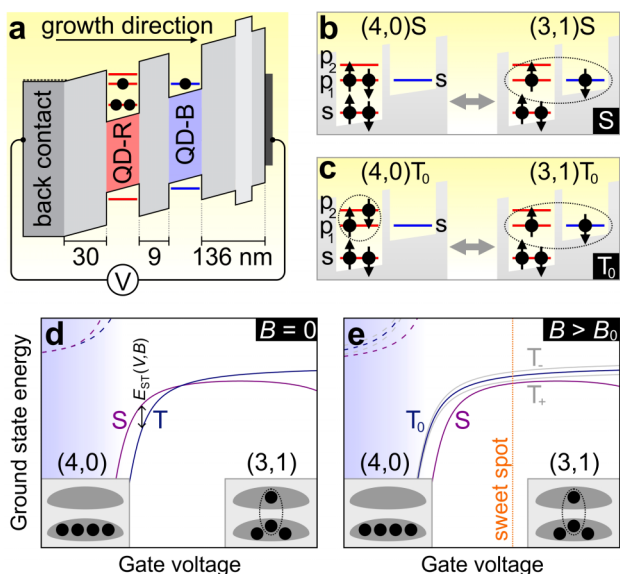 a
growth direction
back contact
QD-R
QD-B
30
9
136 nm
V
b
(4,0)S
(3,1)S
p₂
p₁
s
s
S
c
(4,0)T₀
(3,1)T₀
p₂
p₁
s
s
T₀
Ground state energy
d
B = 0
E_ST(V,B)
S
T
(4,0)
(3,1)
Gate voltage
e
B > B₀
T₋
T₊
T₀
S
sweet spot
(4,0)
(3,1)
Gate voltage